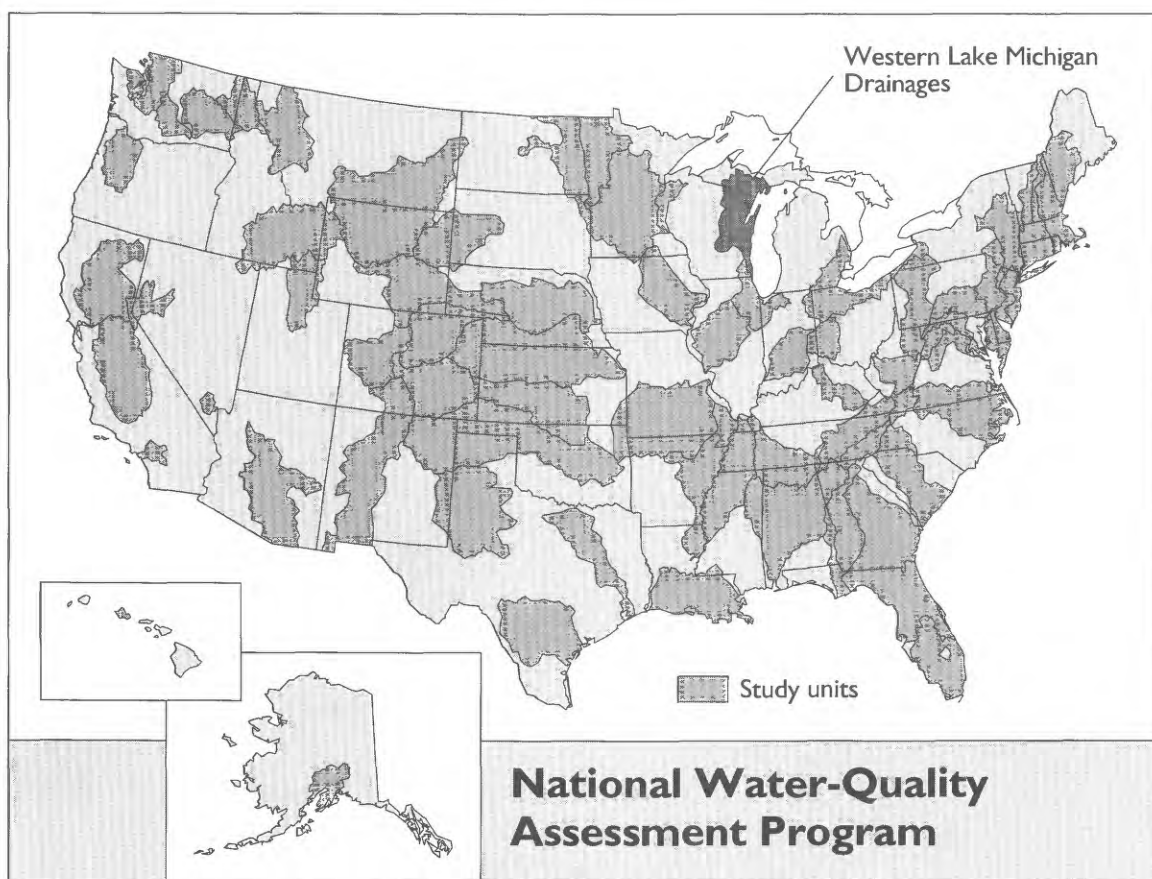 Western Lake Michigan
Drainages
Study units
National Water-Quality
Assessment Program